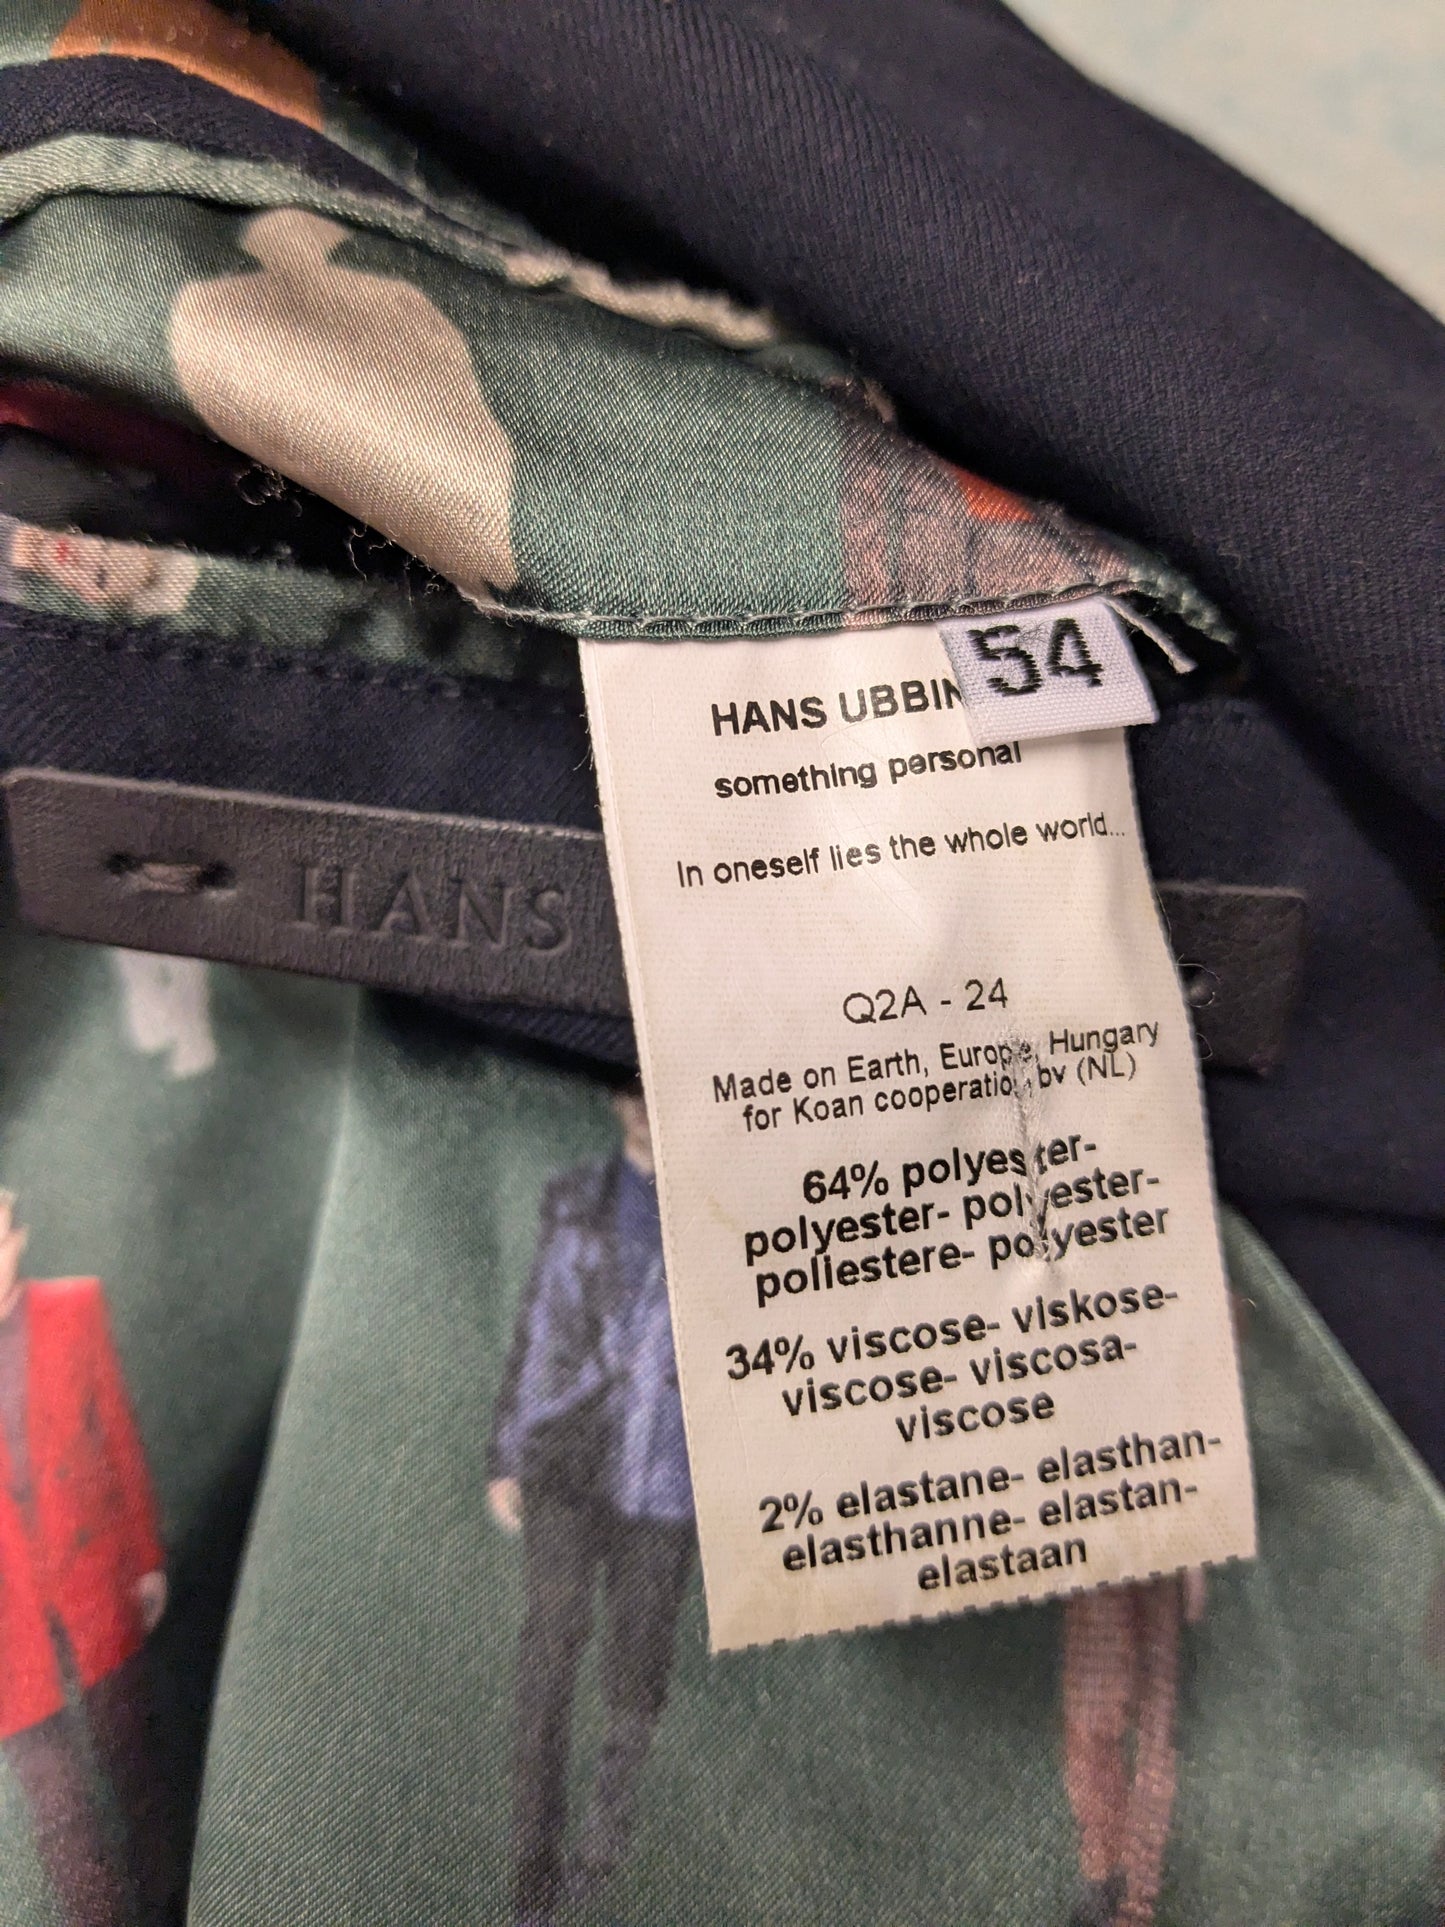 54
HANS UBBIN
something personal
In oneself lies the whole world...
HANS
Q2A - 24
Made on Earth, Europe, Hungary
for Koan cooperation bv (NL)
64% polyester-
polyester- polyester-
poliestere- polyester
34% viscose- viskose-
viscose- viscosa-
viscose
2% elastane- elasthan-
elasthanne- elastan-
elastaan